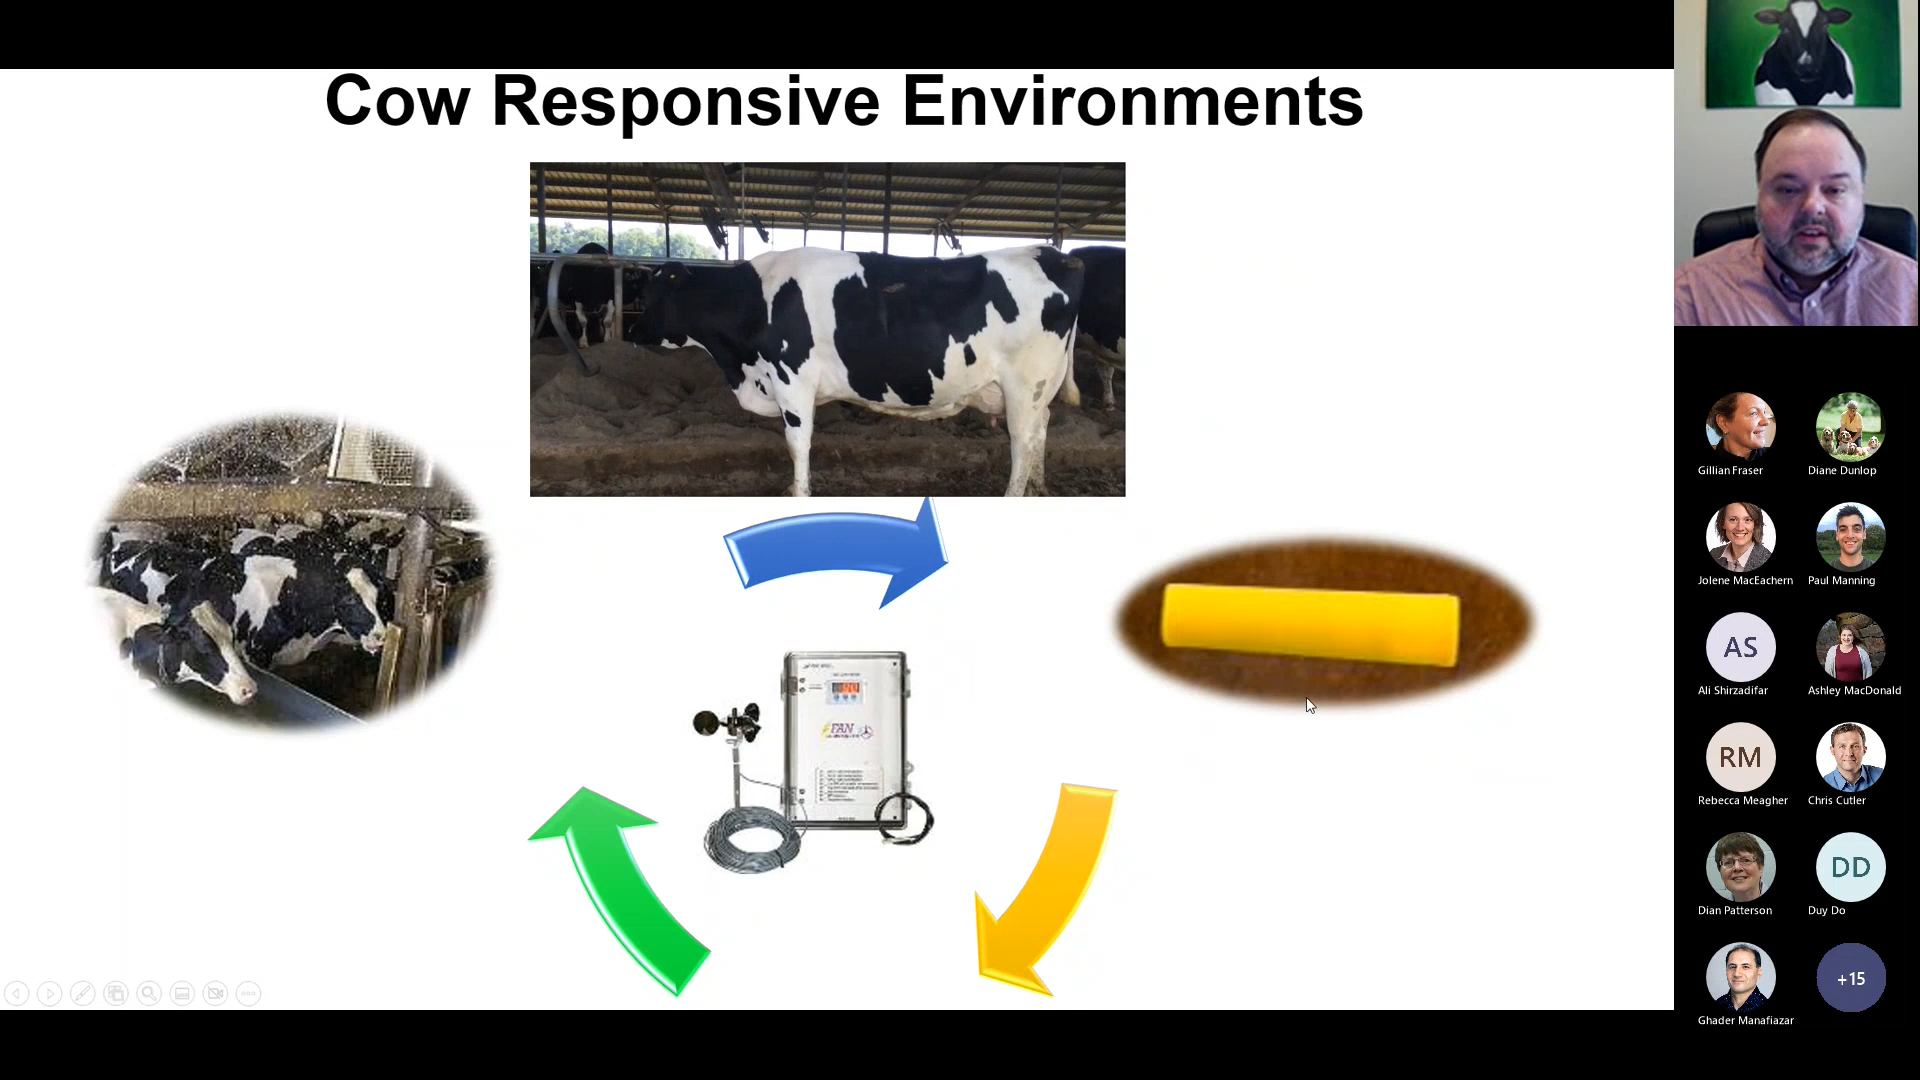 Cow Responsive Environments
FAN
Gillian Fraser
Diane Dunlop
Jolene MacEachern
Paul Manning
AS
Ali Shirzadifar
Ashley MacDonald
RM
Rebecca Meagher
Chris Cutler
Dian Patterson
DD
Duy Do
Ghader Manafiazar
+15